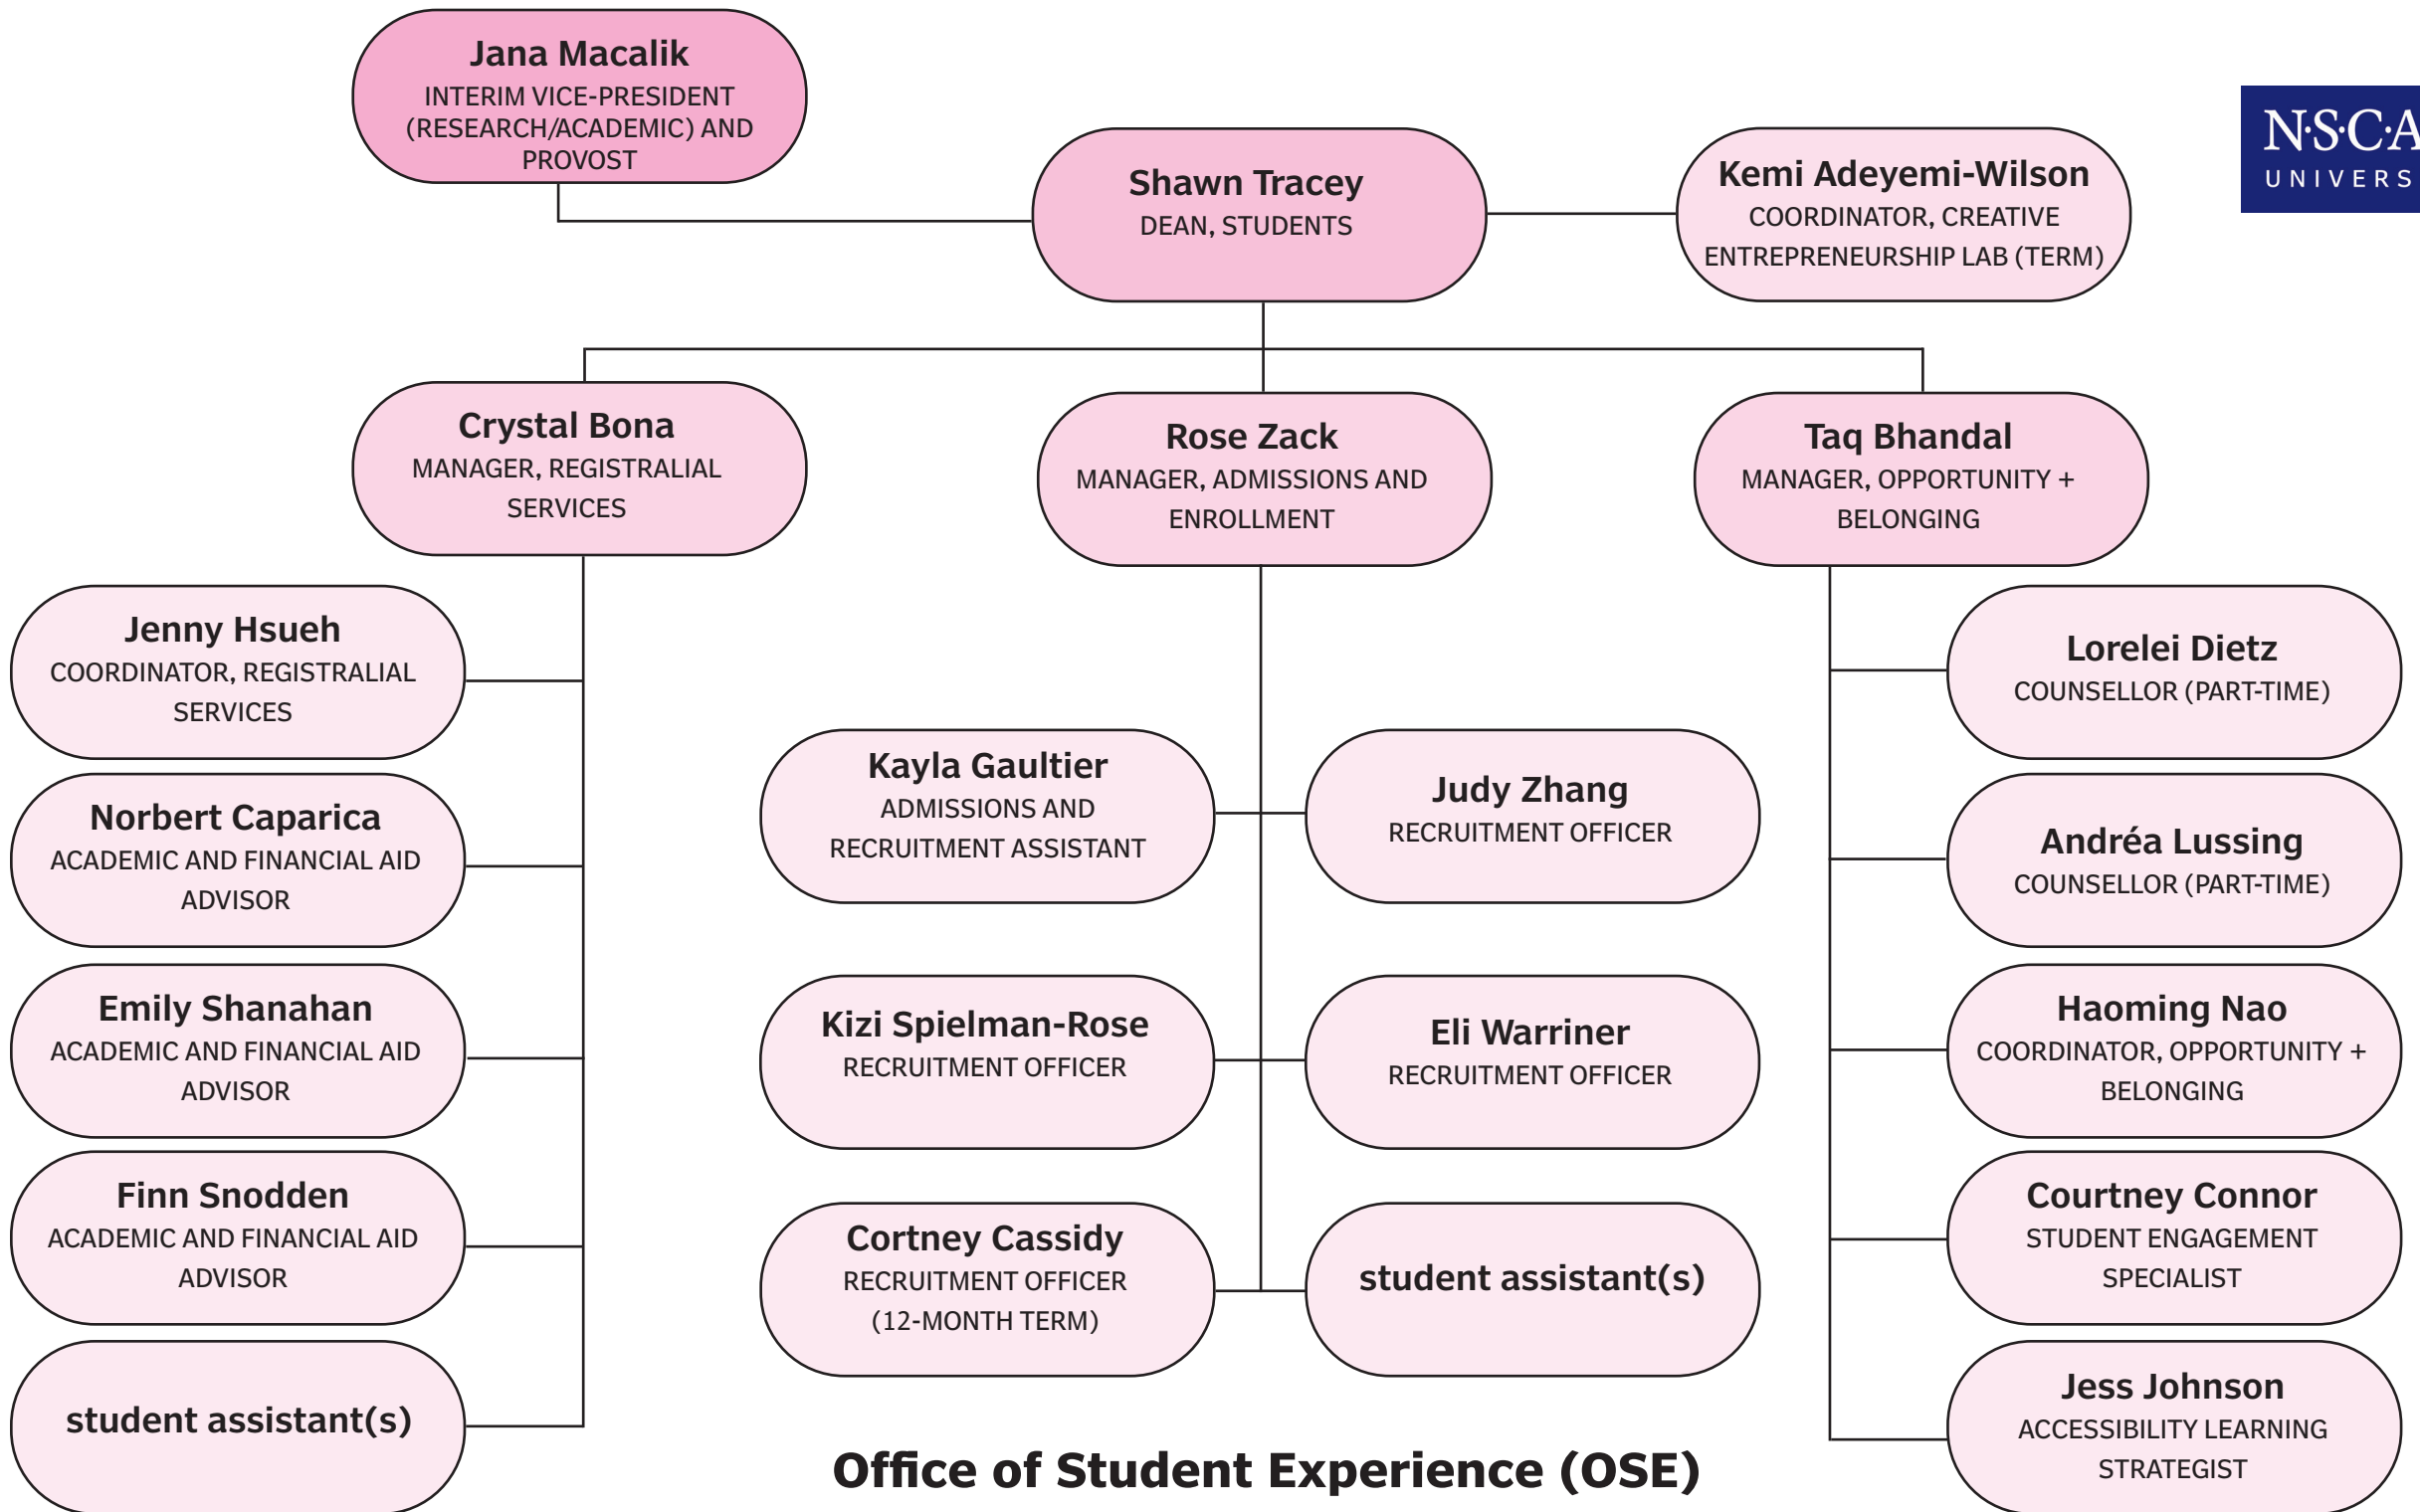 Jana Macalik
INTERIM VICE-PRESIDENT
(RESEARCH/ACADEMIC) AND
PROVOST
Shawn Tracey
DEAN, STUDENTS
Kemi Adeyemi-Wilson
COORDINATOR, CREATIVE
ENTREPRENEURSHIP LAB (TERM)
N·S·C·A
UNIVERS
Crystal Bona
MANAGER, REGISTRALIAL
SERVICES
Rose Zack
MANAGER, ADMISSIONS AND
ENROLLMENT
Taq Bhandal
MANAGER, OPPORTUNITY +
BELONGING
Jenny Hsueh
COORDINATOR, REGISTRALIAL
SERVICES
Norbert Caparica
ACADEMIC AND FINANCIAL AID
ADVISOR
Emily Shanahan
ACADEMIC AND FINANCIAL AID
ADVISOR
Finn Snodden
ACADEMIC AND FINANCIAL AID
ADVISOR
student assistant(s)
Kayla Gaultier
ADMISSIONS AND
RECRUITMENT ASSISTANT
Judy Zhang
RECRUITMENT OFFICER
Kizi Spielman-Rose
RECRUITMENT OFFICER
Eli Warriner
RECRUITMENT OFFICER
Cortney Cassidy
RECRUITMENT OFFICER
(12-MONTH TERM)
student assistant(s)
Lorelei Dietz
COUNSELLOR (PART-TIME)
Andréa Lussing
COUNSELLOR (PART-TIME)
Haoming Nao
COORDINATOR, OPPORTUNITY +
BELONGING
Courtney Connor
STUDENT ENGAGEMENT
SPECIALIST
Jess Johnson
ACCESSIBILITY LEARNING
STRATEGIST
Office of Student Experience (OSE)